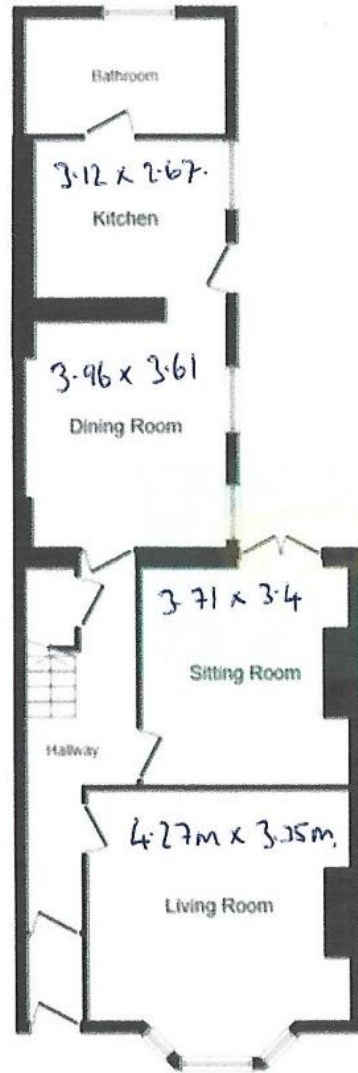 Bathroom
3.12 x 2.67.
Kitchen
3.96 x 3.61
Dining Room
3.71 x 3.4
Sitting Room
Hallway
4.27m x 3.35m.
Living Room